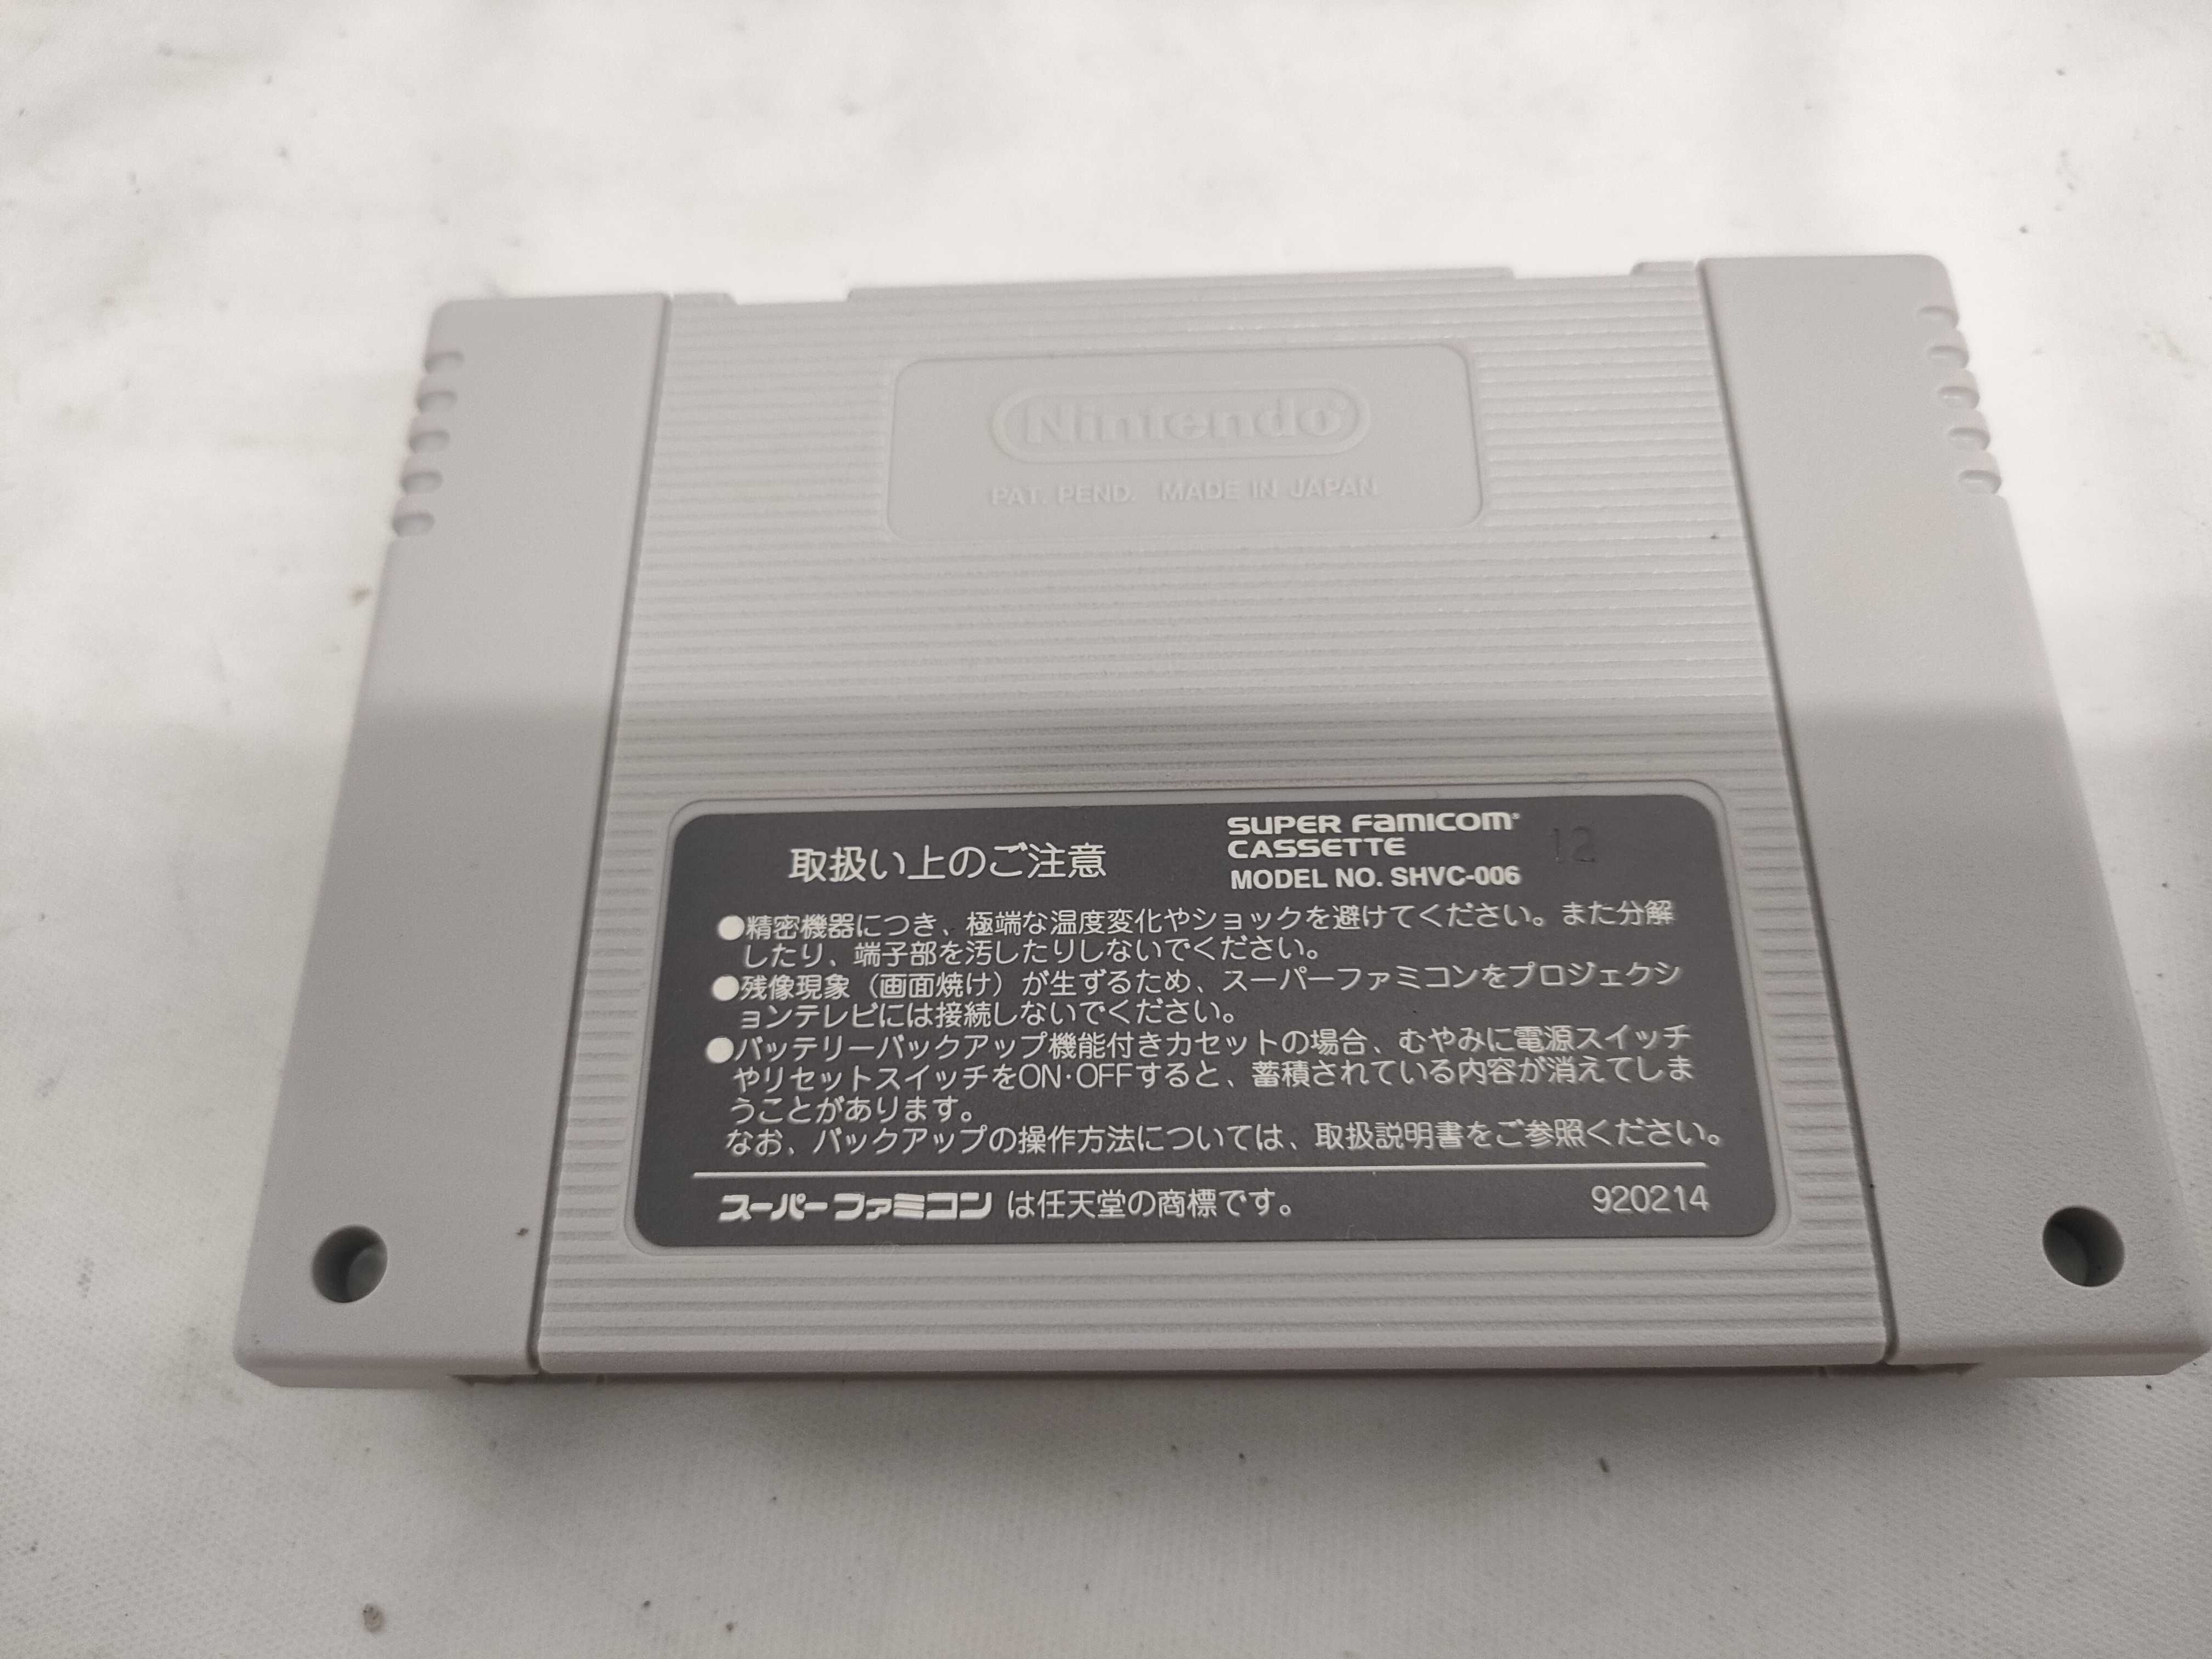 Nintendo
PAT. PEND. MADE IN JAPAN
取扱い上のご注意
SUPER FAMICOM
CASSETTE
MODEL NO. SHVC-006
12
●精密機器につき、極端な温度変化やショックを避けてください。また分解
したり、端子部を汚したりしないでください。
●残像現象（画面焼け）が生ずるため、スーパーファミコンをプロジェクシ
ョンテレビには接続しないでください。
●バッテリーバックアップ機能付きカセットの場合、むやみに電源スイッチ
やリセットスイッチをON·OFFすると、蓄積されている内容が消えてしま
うことがあります。
なお、バックアップの操作方法については、取扱説明書をご参照ください。
スーパーファミコン は任天堂の商標です。
920214